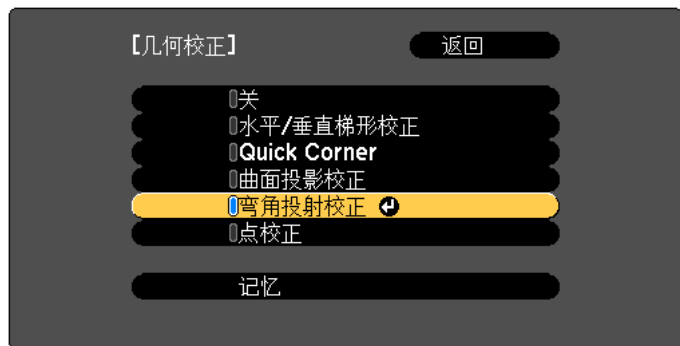 【几何校正】
返回
关
水平/垂直梯形校正
Quick Corner
曲面投影校正
弯角投射校正
点校正
记忆